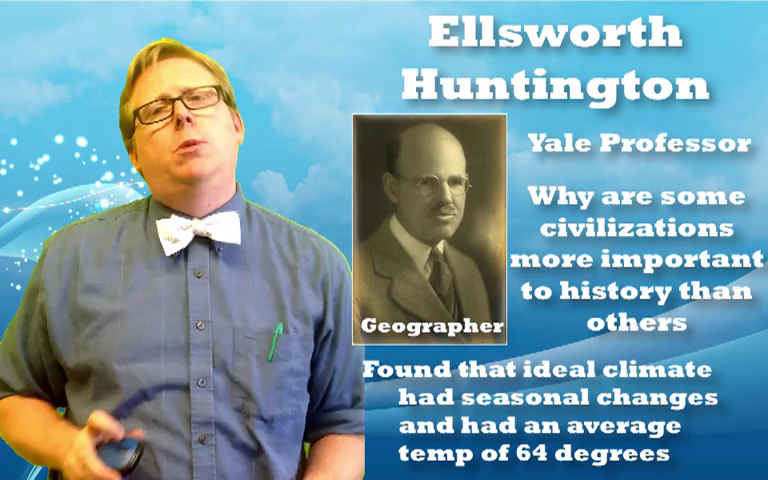 Ellsworth
Huntington
Yale Professor
Why are some
civilizations
more important
to history than
others
Geographer
Found that ideal climate
had seasonal changes
and had an average
temp of 64 degrees